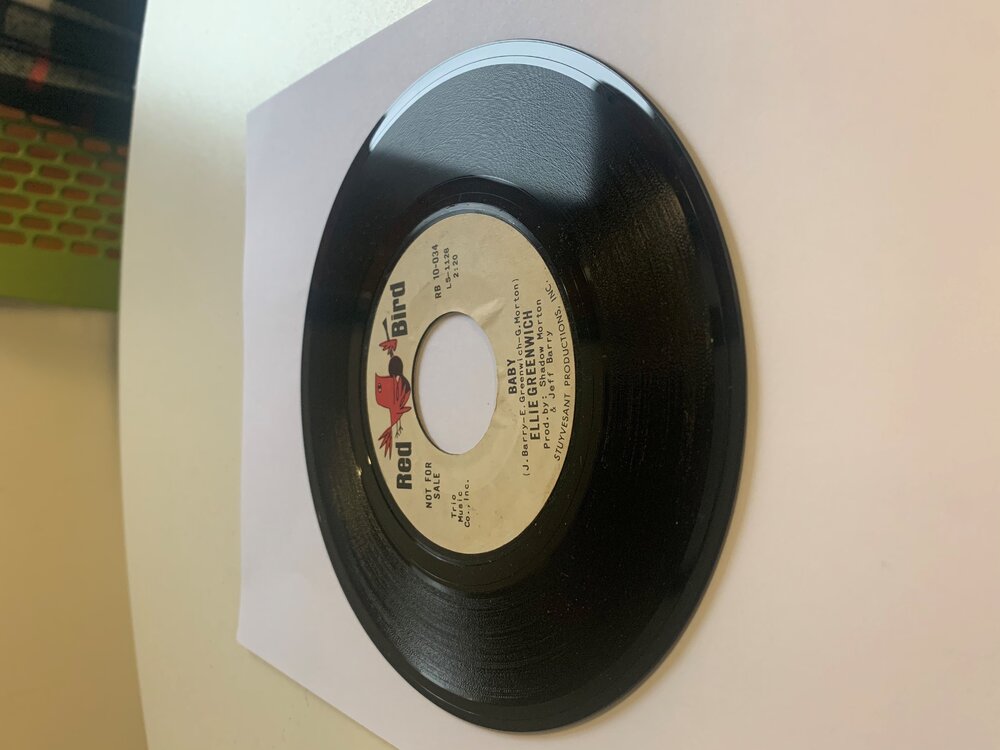 Red Bird
NOT FOR
SALE
RB 10-034
LS-1128
2:20
Trio
Music
Co., Inc.
BABY
(J. Barry-E. Greenwich-G. Morton)
ELLIE GREENWICH
Prod. by: Shadow Morton
& Jeff Barry
STUYVESANT PRODUCTIONS, INC.